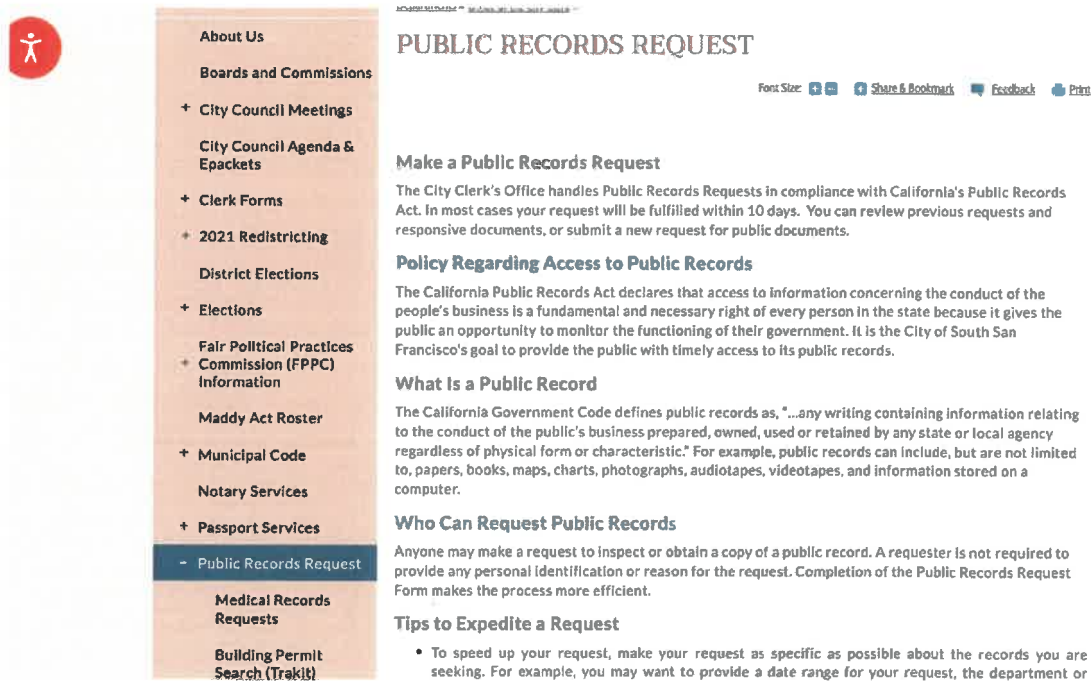 About Us
Boards and Commissions
+ City Council Meetings
City Council Agenda &
Epackets
+ Clerk Forms
+ 2021 Redistricting
District Elections
+ Elections
Fair Political Practices
+ Commission (FPPC)
Information
Maddy Act Roster
+ Municipal Code
Notary Services
+ Passport Services
- Public Records Request
Medical Records
Requests
Building Permit
Search (Trakit)
PUBLIC RECORDS REQUEST
Font Size: + - + Share & Bookmark Feedback Print
Make a Public Records Request
The City Clerk's Office handles Public Records Requests in compliance with California's Public Records
Act. In most cases your request will be fulfilled within 10 days. You can review previous requests and
responsive documents, or submit a new request for public documents.
Policy Regarding Access to Public Records
The California Public Records Act declares that access to information concerning the conduct of the
people's business is a fundamental and necessary right of every person in the state because it gives the
public an opportunity to monitor the functioning of their government. It is the City of South San
Francisco's goal to provide the public with timely access to its public records.
What Is a Public Record
The California Government Code defines public records as, "...any writing containing information relating
to the conduct of the public's business prepared, owned, used or retained by any state or local agency
regardless of physical form or characteristic." For example, public records can include, but are not limited
to, papers, books, maps, charts, photographs, audiotapes, videotapes, and information stored on a
computer.
Who Can Request Public Records
Anyone may make a request to inspect or obtain a copy of a public record. A requester is not required to
provide any personal identification or reason for the request. Completion of the Public Records Request
Form makes the process more efficient.
Tips to Expedite a Request
• To speed up your request, make your request as specific as possible about the records you are
seeking. For example, you may want to provide a date range for your request, the department or